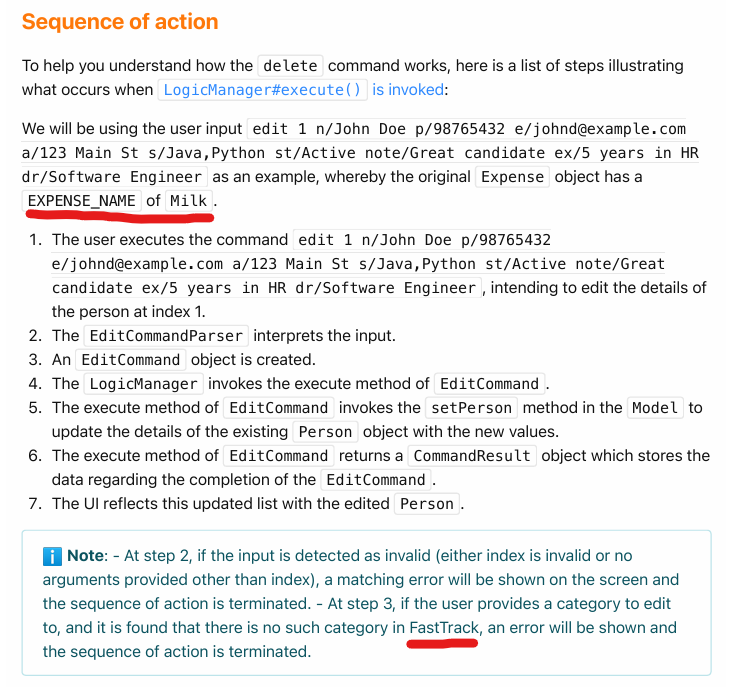 Sequence of action
To help you understand how the delete command works, here is a list of steps illustrating
what occurs when LogicManager#execute() is invoked:
We will be using the user input edit 1 n/John Doe p/98765432 e/johnd@example.com
a/123 Main St s/Java,Python st/Active note/Great candidate ex/5 years in HR
dr/Software Engineer as an example, whereby the original Expense object has a
EXPENSE_NAME of Milk.
1. The user executes the command edit 1 n/John Doe p/98765432
e/johnd@example.com a/123 Main St s/Java,Python st/Active note/Great
candidate ex/5 years in HR dr/Software Engineer, intending to edit the details of
the person at index 1.
2. The EditCommandParser interprets the input.
3. An EditCommand object is created.
4. The LogicManager invokes the execute method of EditCommand.
5. The execute method of EditCommand invokes the setPerson method in the Model to
update the details of the existing Person object with the new values.
6. The execute method of EditCommand returns a CommandResult object which stores the
data regarding the completion of the EditCommand.
7. The UI reflects this updated list with the edited Person.
ℹ️ Note: - At step 2, if the input is detected as invalid (either index is invalid or no
arguments provided other than index), a matching error will be shown on the screen and
the sequence of action is terminated. - At step 3, if the user provides a category to edit
to, and it is found that there is no such category in FastTrack, an error will be shown and
the sequence of action is terminated.